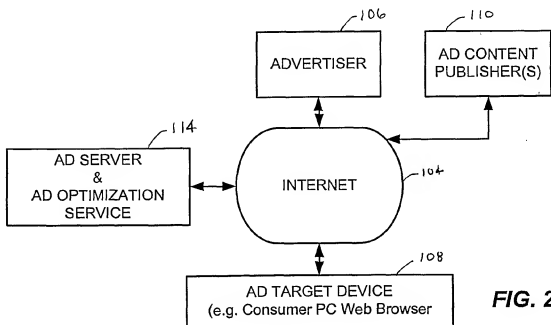 106
110
ADVERTISER
AD CONTENT
PUBLISHER(S)
114
AD SERVER
&
AD OPTIMIZATION
SERVICE
INTERNET
104
108
AD TARGET DEVICE
(e.g. Consumer PC Web Browser
FIG. 2